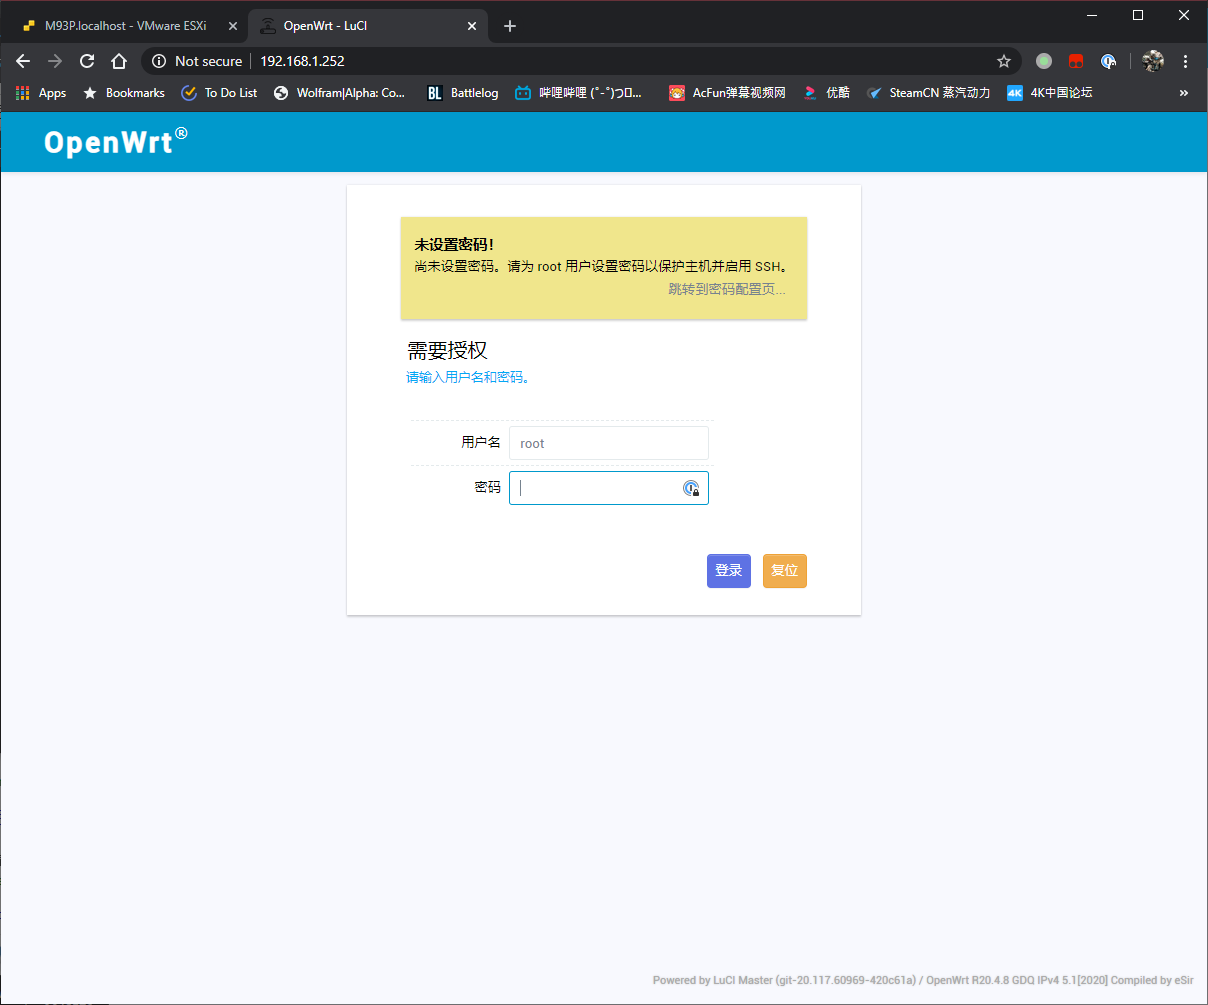 M93P.localhost - VMware ESXi
OpenWrt - LuCI
Not secure
192.168.1.252
Apps
Bookmarks
To Do List
Wolfram|Alpha: Co...
BL Battlelog
哔哩哔哩
AcFun弹幕视频网
优酷
SteamCN 蒸汽动力
4K 4K中国论坛
»
OpenWrt®
未设置密码!
尚未设置密码。请为 root 用户设置密码以保护主机并启用 SSH。
跳转到密码配置页...
需要授权
请输入用户名和密码。
用户名 root
密码
登录 复位
Powered by LuCI Master (git-20.117.60969-420c61a) / OpenWrt R20.4.8 GDQ IPv4 5.1[2020] Compiled by eSir